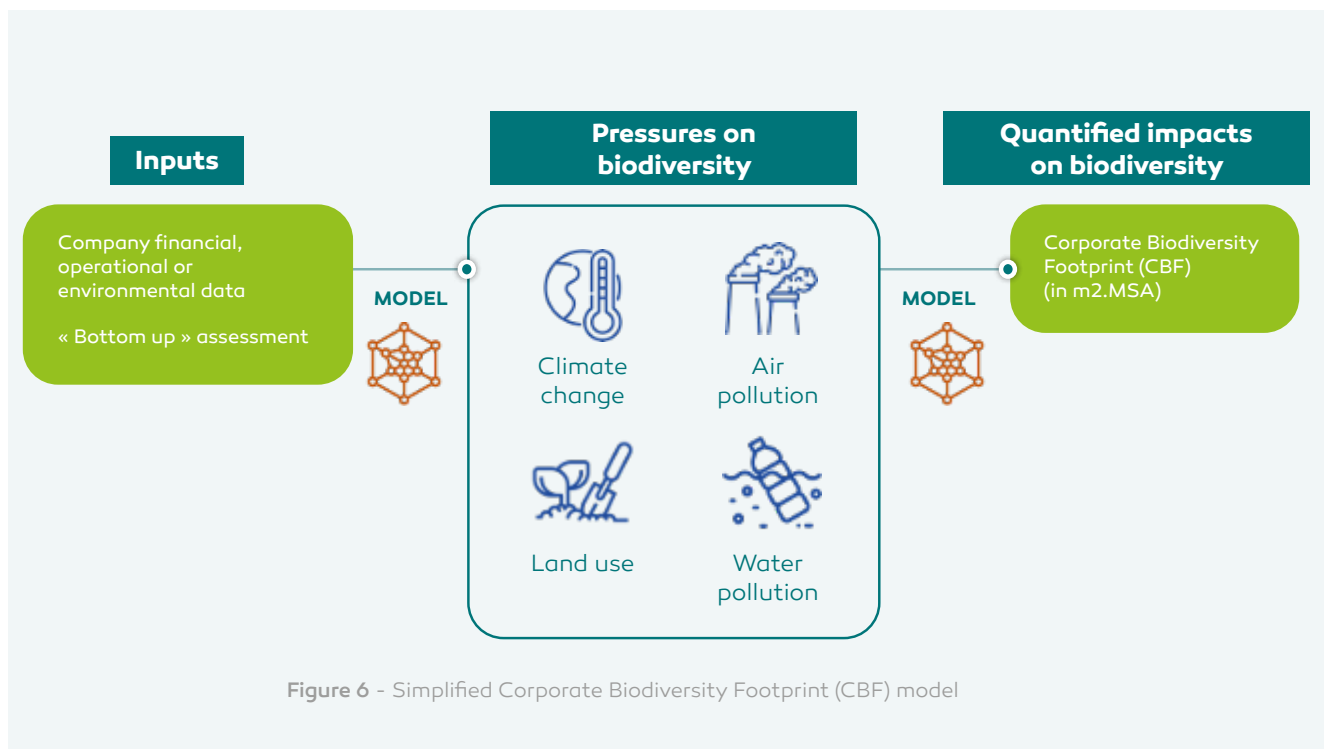 Inputs
Company financial,
operational or
environmental data
« Bottom up » assessment
MODEL
Pressures on
biodiversity
Climate
change
Air
pollution
Land use
Water
pollution
MODEL
Quantified impacts
on biodiversity
Corporate Biodiversity
Footprint (CBF)
(in m2.MSA)
Figure 6 - Simplified Corporate Biodiversity Footprint (CBF) model